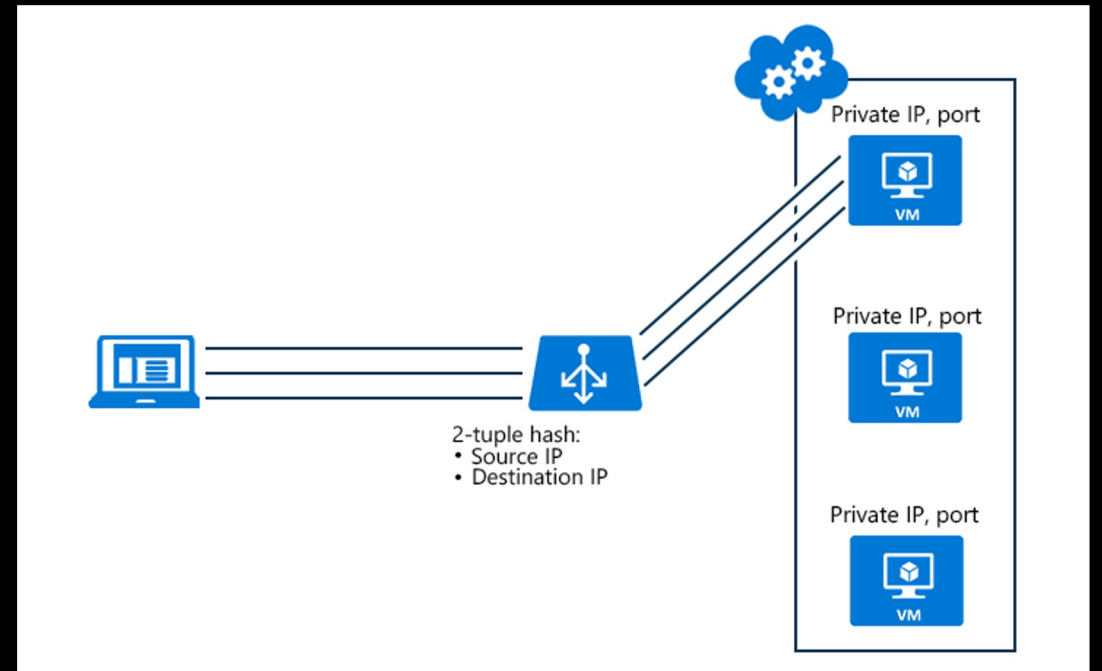 Private IP, port
VM
Private IP, port
VM
2-tuple hash:
• Source IP
• Destination IP
Private IP, port
VM